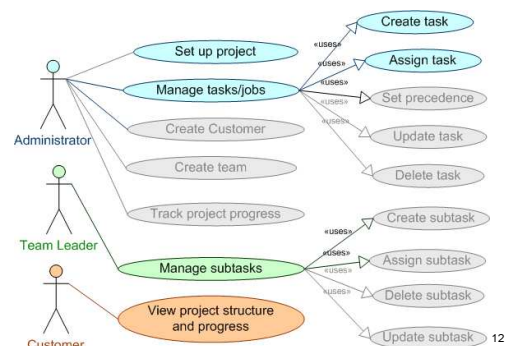 Create task
«uses»
Set up project
«uses»
Assign task
«uses»
Manage tasks/jobs
Set precedence
«uses»
Create Customer
Update task
Administrator
Create team
Delete task
Track project progress
«uses»
Create subtask
Team Leader
«uses»
Assign subtask
Manage subtasks
«uses»
Delete subtask
«uses»
View project structure
and progress
Update subtask
12
Customer